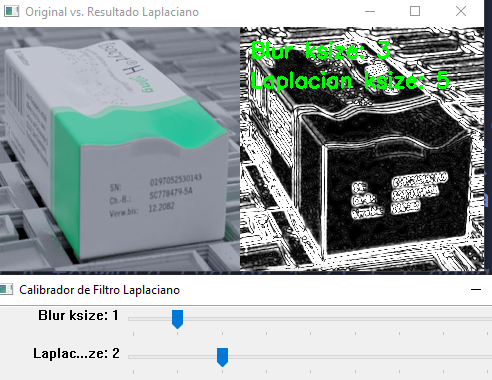 Original vs. Resultado Laplaciano
Blur ksize: 3
Laplacian ksize: 5
long
SN: 0197052530143
Ch.-B.: SC778479-5A
Verw.bis: 12.2082
Calibrador de Filtro Laplaciano
Blur ksize: 1
Laplac...ze: 2